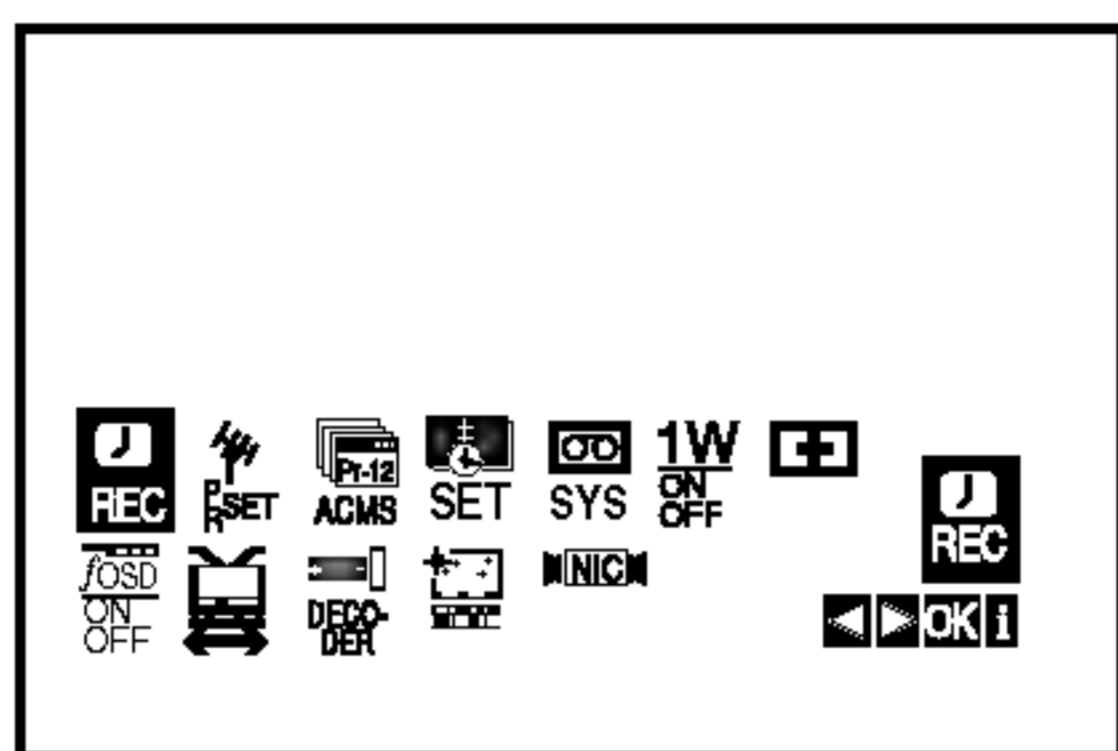 REC
PR SET
Pr-12
ACMS
SET
SYS
1W
ON
OFF
REC
fOSD
ON
OFF
DECO-
DER
NIC
OK i